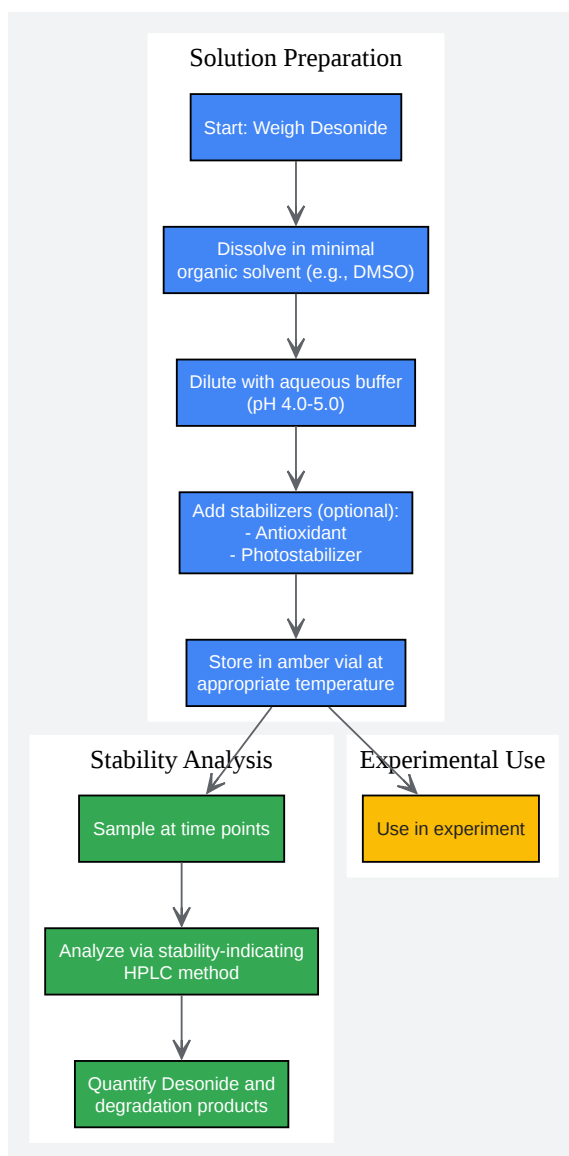 Solution Preparation
Start: Weigh Desonide
Dissolve in minimal
organic solvent (e.g., DMSO)
Dilute with aqueous buffer
(pH 4.0-5.0)
Add stabilizers (optional):
- Antioxidant
- Photostabilizer
Store in amber vial at
appropriate temperature
Stability Analysis
Sample at time points
Analyze via stability-indicating
HPLC method
Quantify Desonide and
degradation products
Experimental Use
Use in experiment